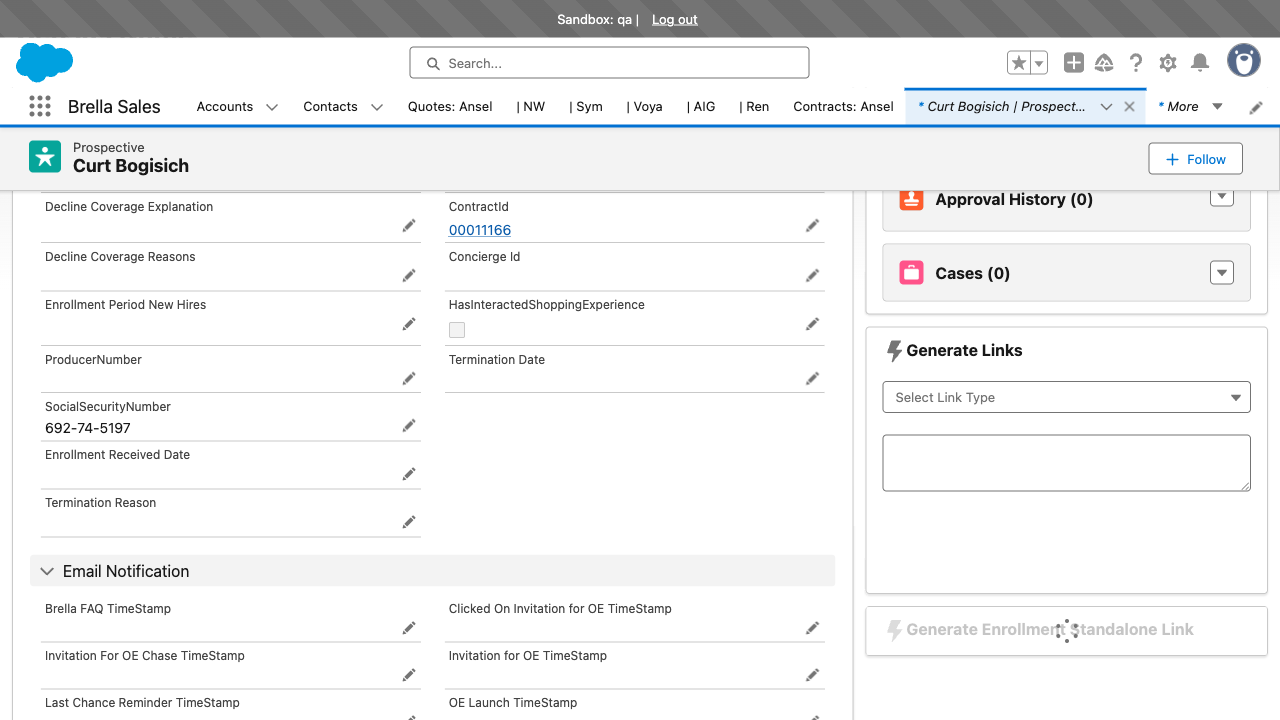 Sandbox: qa | Log out
Search...
Brella Sales
Accounts
Contacts
Quotes: Ansel
| NW
| Sym
| Voya
| AIG
| Ren
Contracts: Ansel
* Curt Bogisich | Prospect...
* More
Prospective
Curt Bogisich
Follow
Decline Coverage Explanation
ContractId
00011166
Decline Coverage Reasons
Concierge Id
Enrollment Period New Hires
HasInteractedShoppingExperience
ProducerNumber
Termination Date
SocialSecurityNumber
692-74-5197
Enrollment Received Date
Termination Reason
Email Notification
Brella FAQ TimeStamp
Clicked On Invitation for OE TimeStamp
Invitation For OE Chase TimeStamp
Invitation for OE TimeStamp
Last Chance Reminder TimeStamp
OE Launch TimeStamp
Approval History (0)
Cases (0)
Generate Links
Select Link Type
Generate Enrollment Standalone Link